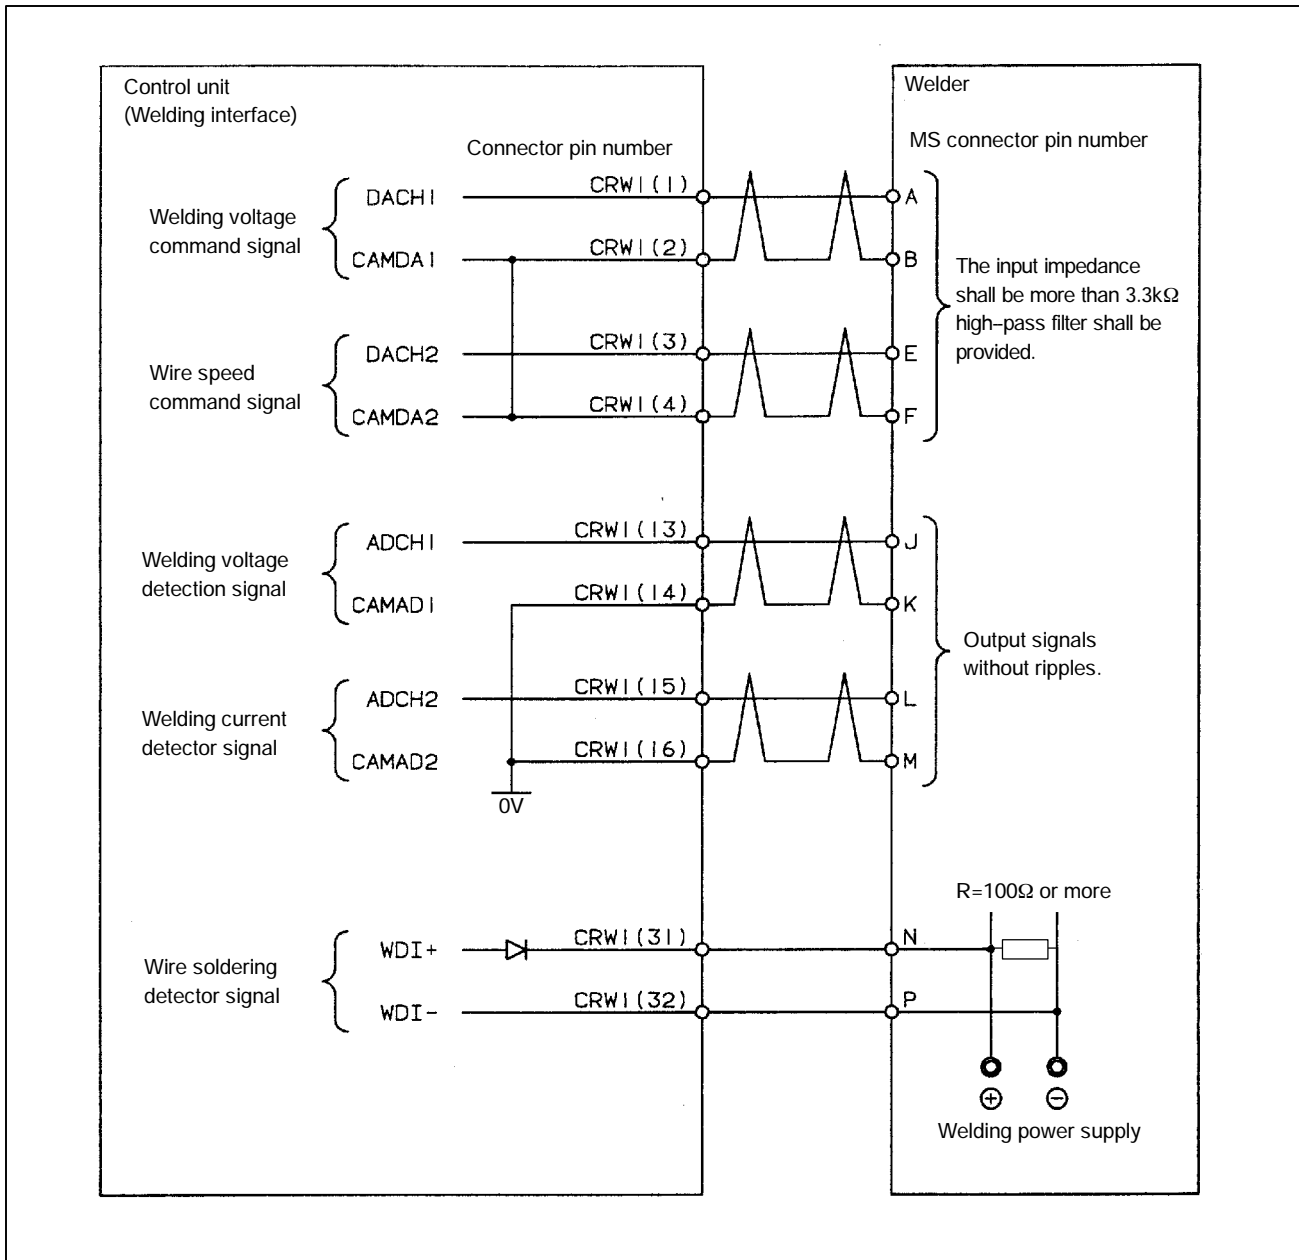 Control unit
(Welding interface)
Connector pin number
Welder
MS connector pin number
Welding voltage
command signal
DACH1
CRW1(1)
A
CAMDA1
CRW1(2)
B
Wire speed
command signal
DACH2
CRW1(3)
E
CAMDA2
CRW1(4)
F
The input impedance
shall be more than 3.3kΩ
high-pass filter shall be
provided.
Welding voltage
detection signal
ADCH1
CRW1(13)
J
CAMAD1
CRW1(14)
K
Welding current
detector signal
ADCH2
CRW1(15)
L
CAMAD2
CRW1(16)
M
0V
Output signals
without ripples.
R=100Ω or more
Wire soldering
detector signal
WDI+
CRW1(31)
N
WDI-
CRW1(32)
P
+ −
Welding power supply